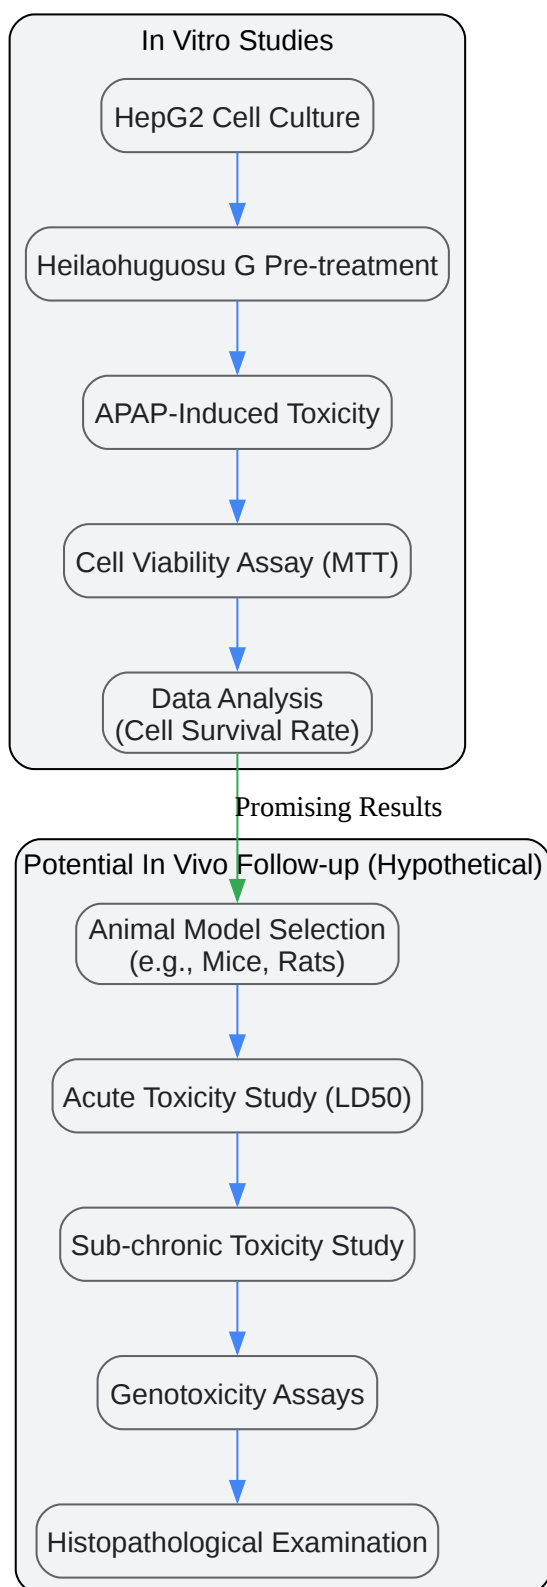 In Vitro Studies
HepG2 Cell Culture
Heilaohuguosu G Pre-treatment
APAP-Induced Toxicity
Cell Viability Assay (MTT)
Data Analysis
(Cell Survival Rate)
Promising Results
Potential In Vivo Follow-up (Hypothetical)
Animal Model Selection
(e.g., Mice, Rats)
Acute Toxicity Study (LD50)
Sub-chronic Toxicity Study
Genotoxicity Assays
Histopathological Examination